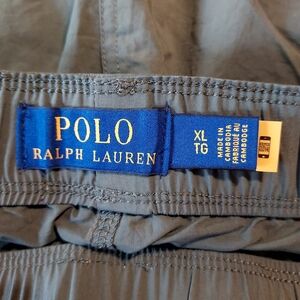 POLO
RALPH LAUREN
XL
TG
MADE IN
CAMBODIA
FABRIQUÉ AU
CAMBODGE